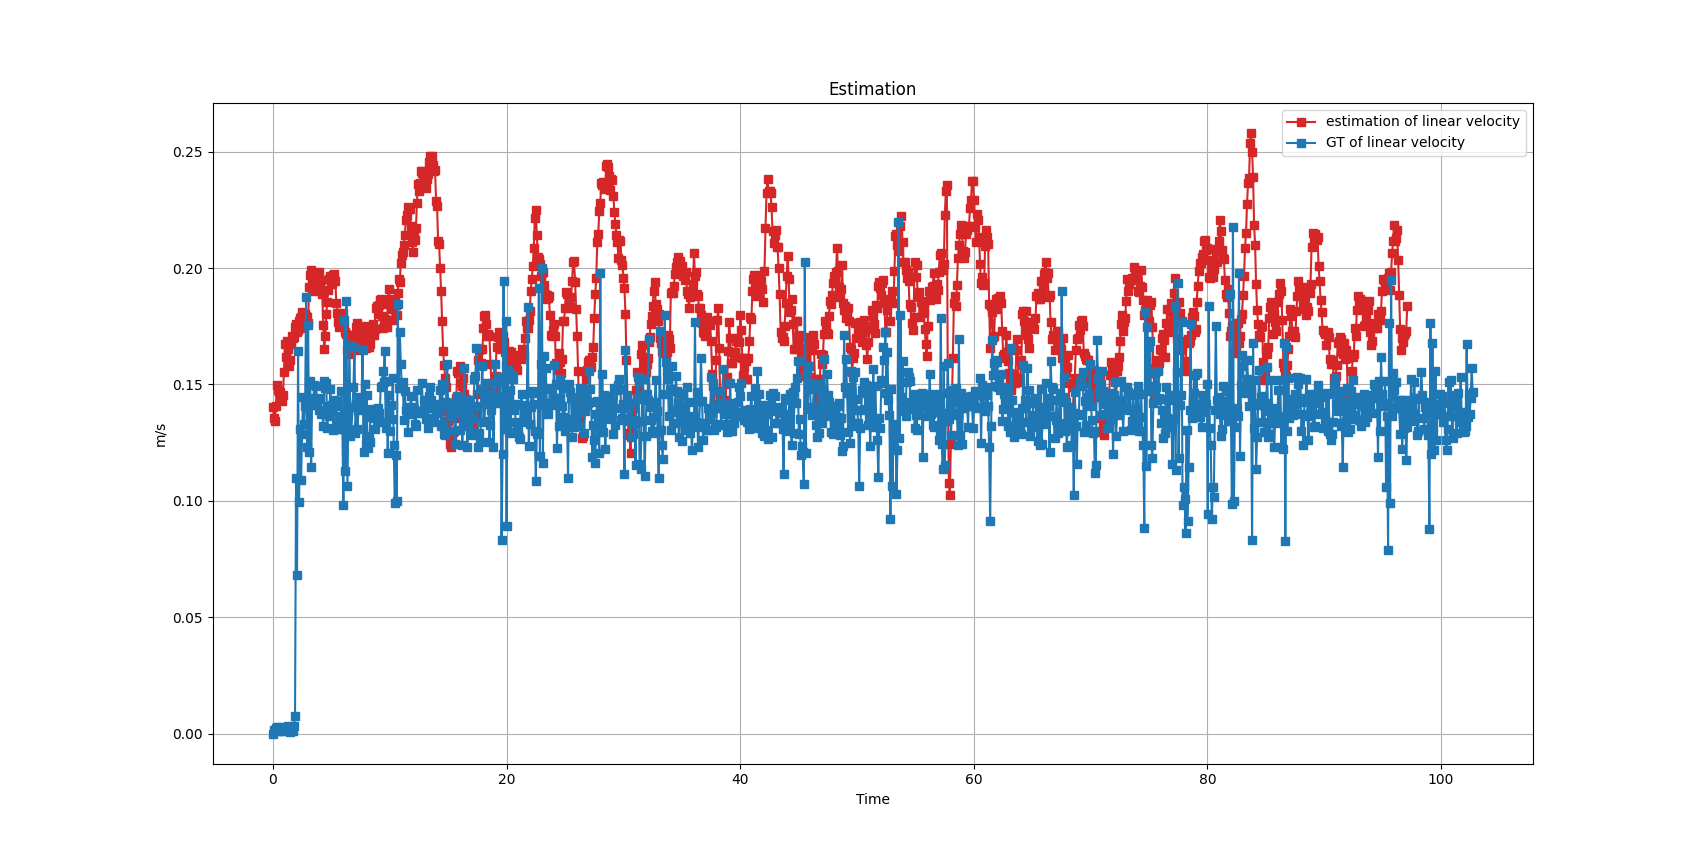 Estimation
estimation of linear velocity
GT of linear velocity
0.25
0.20
0.15
0.10
0.05
0.00
m/s
0 20 40 60 80 100
Time